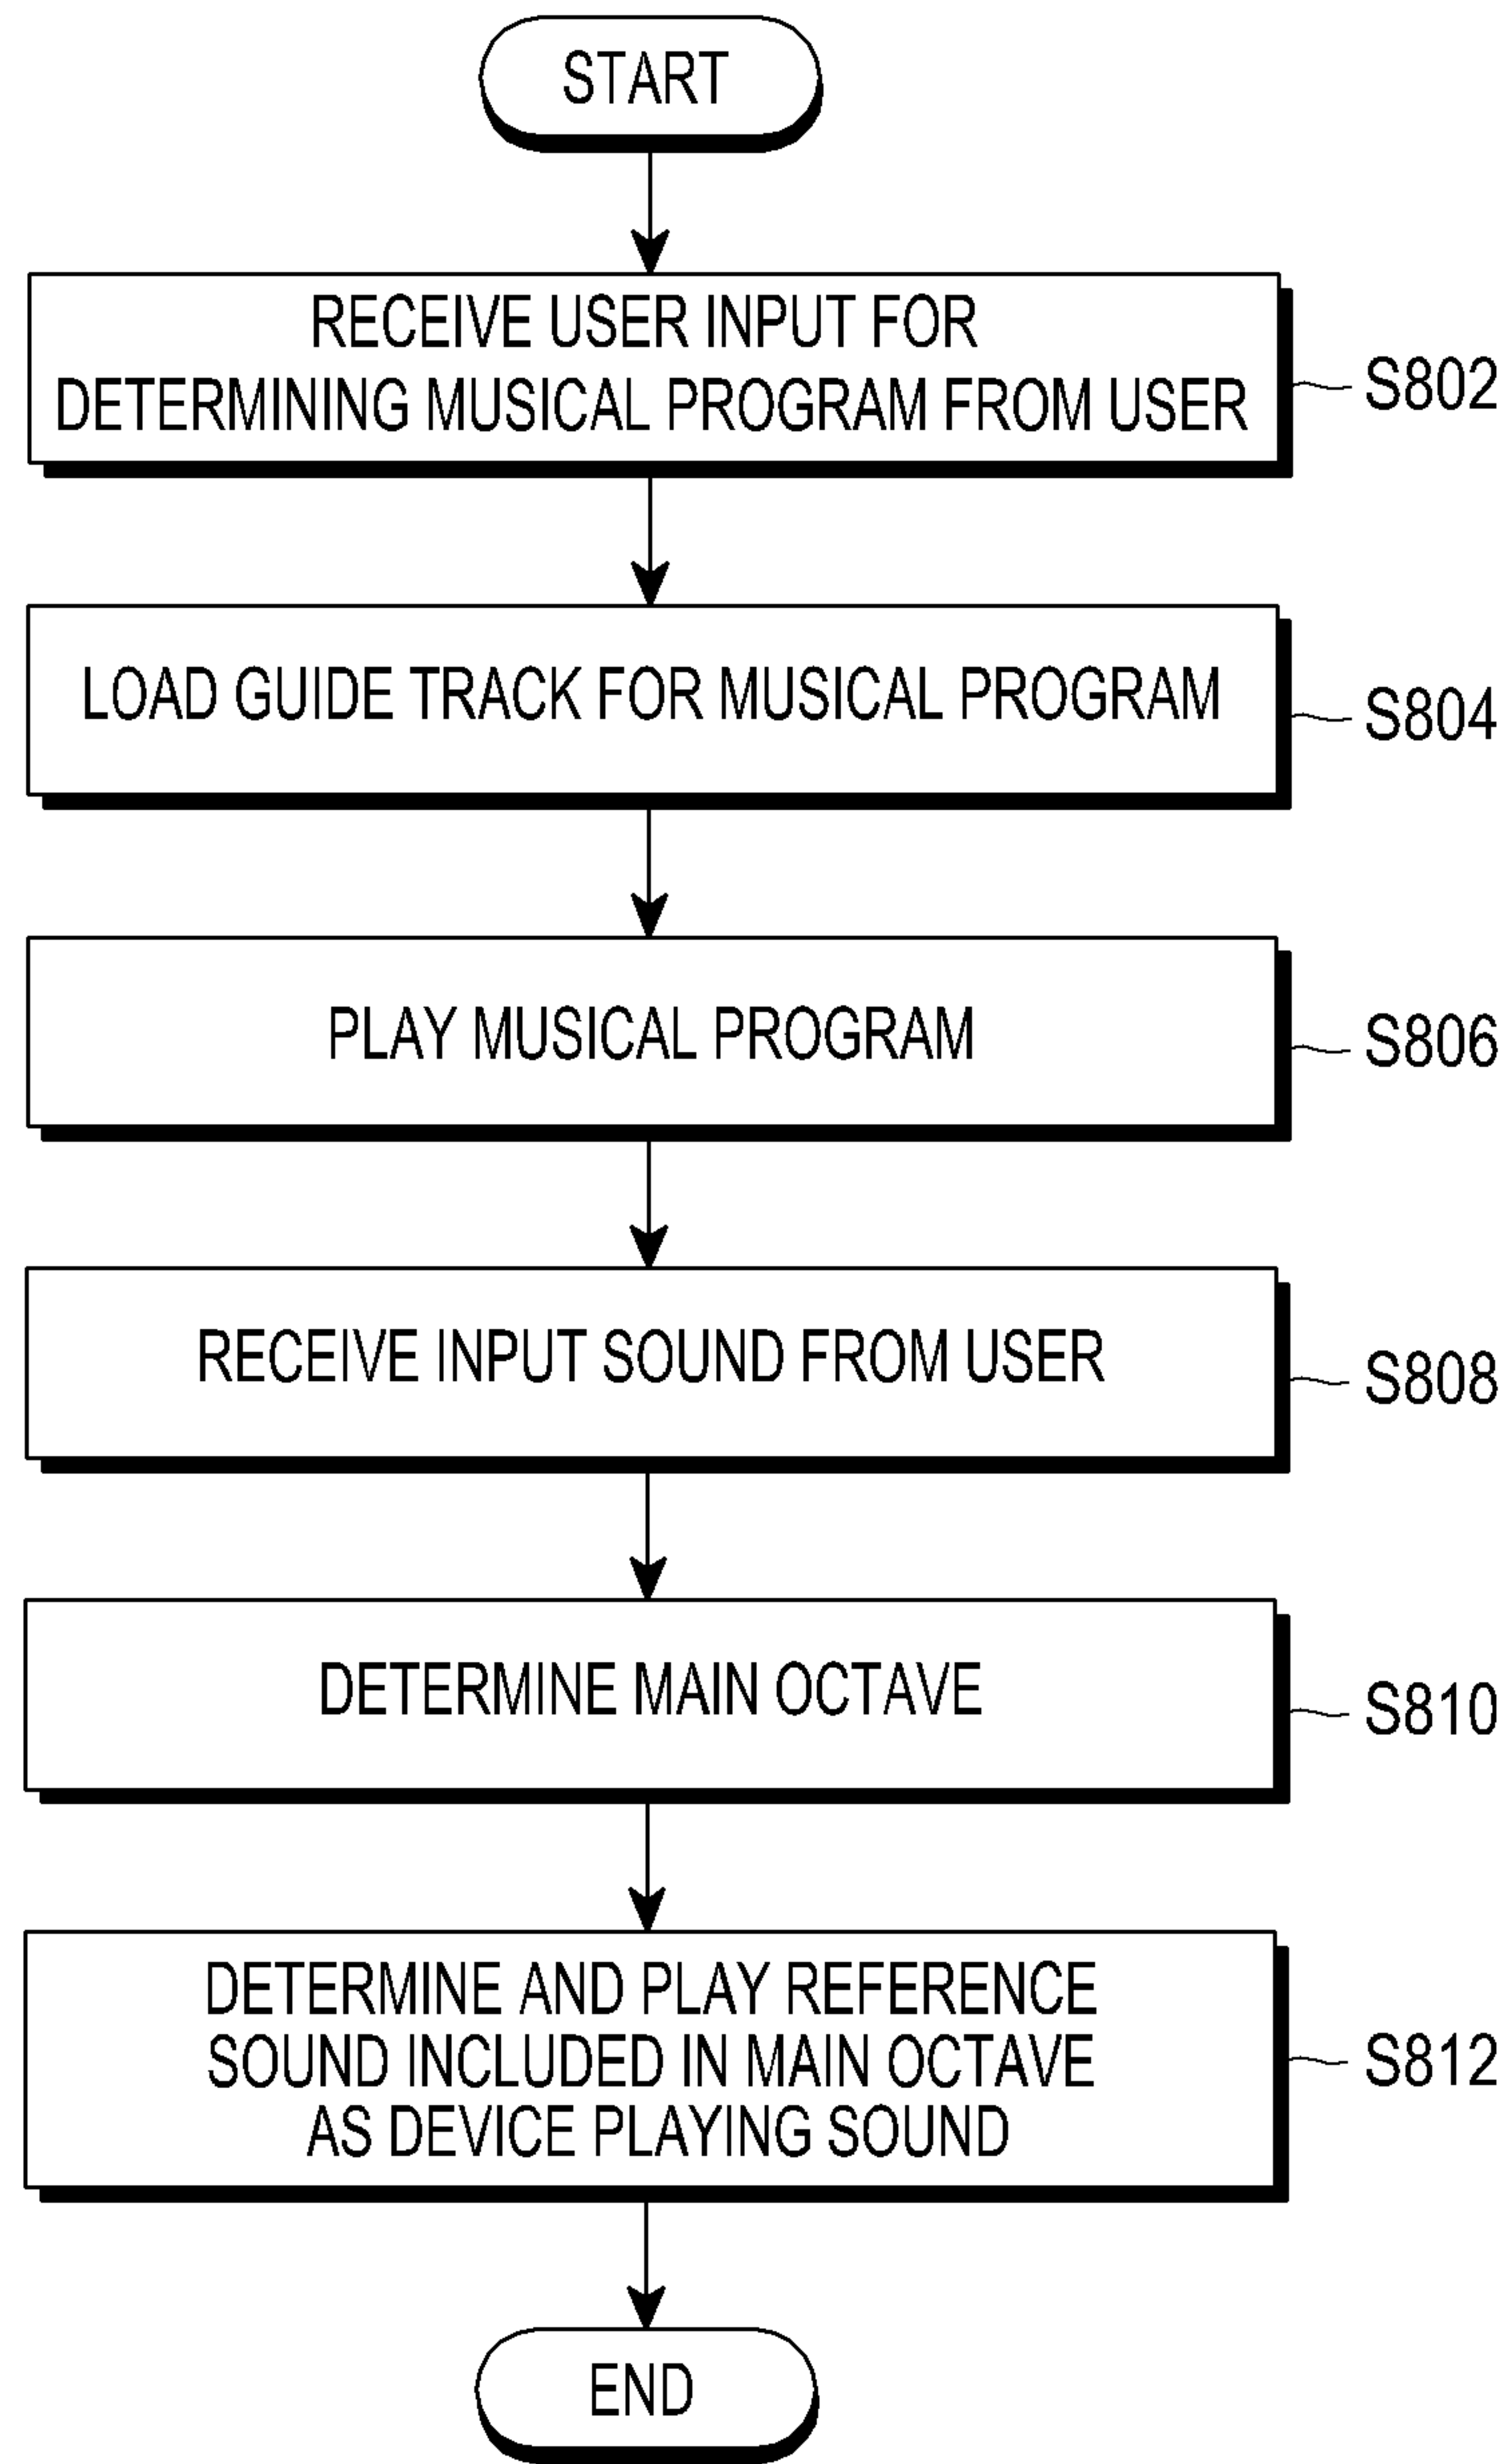 START
RECEIVE USER INPUT FOR
DETERMINING MUSICAL PROGRAM FROM USER
S802
LOAD GUIDE TRACK FOR MUSICAL PROGRAM
S804
PLAY MUSICAL PROGRAM
S806
RECEIVE INPUT SOUND FROM USER
S808
DETERMINE MAIN OCTAVE
S810
DETERMINE AND PLAY REFERENCE
SOUND INCLUDED IN MAIN OCTAVE
AS DEVICE PLAYING SOUND
S812
END